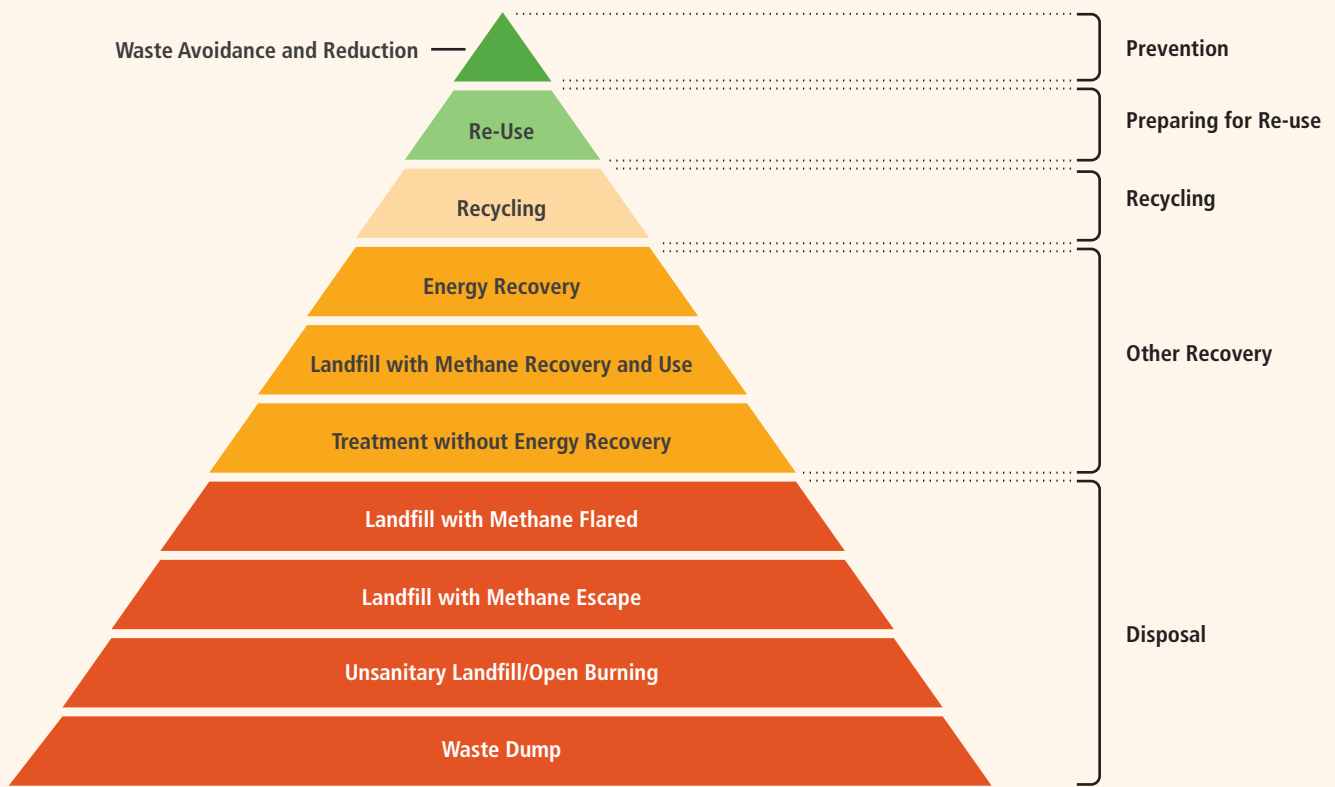 Waste Avoidance and Reduction
Prevention
Re-Use
Preparing for Re-use
Recycling
Recycling
Energy Recovery
Landfill with Methane Recovery and Use
Treatment without Energy Recovery
Other Recovery
Landfill with Methane Flared
Landfill with Methane Escape
Unsanitary Landfill/Open Burning
Waste Dump
Disposal